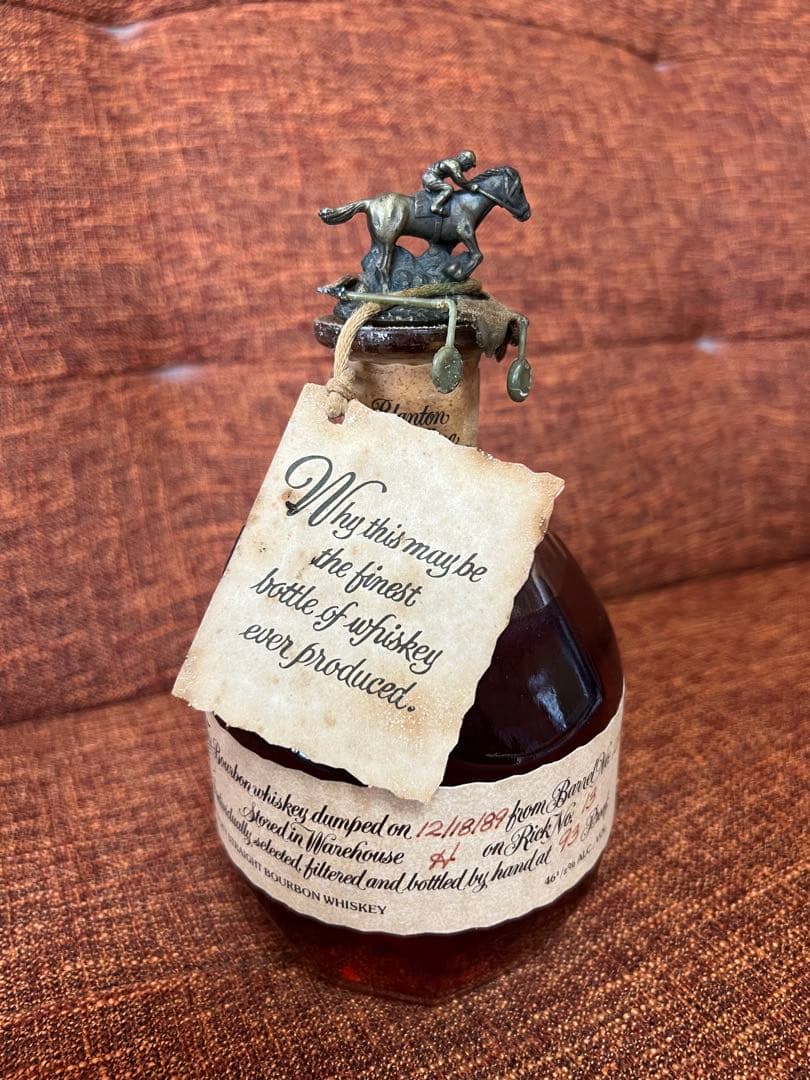 Blanton
Why this may be
the finest
bottle of whiskey
ever produced.
Bourbon whiskey dumped on 12/18/89 from Barrel No.
Stored in Warehouse H on Rick No.
individually selected, filtered and bottled by hand at 93 Proof
STRAIGHT BOURBON WHISKEY